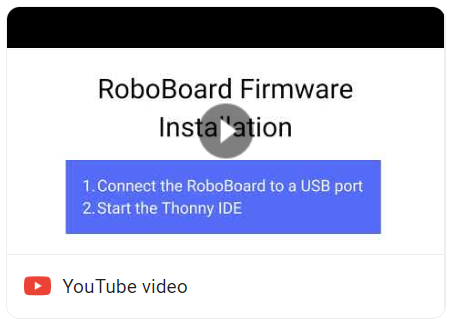 RoboBoard Firmware
Installation
1. Connect the RoboBoard to a USB port
2. Start the Thonny IDE
YouTube video